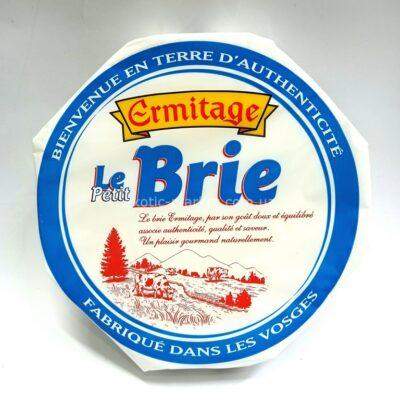 BIENVENUE EN TERRE D'AUTHENTICITÉ
Ermitage
Le Petit Brie
Le brie Ermitage, par son goût doux et équilibré
associe authenticité, qualité et saveur.
Un plaisir gourmand naturellement.
FABRIQUÉ DANS LES VOSGES